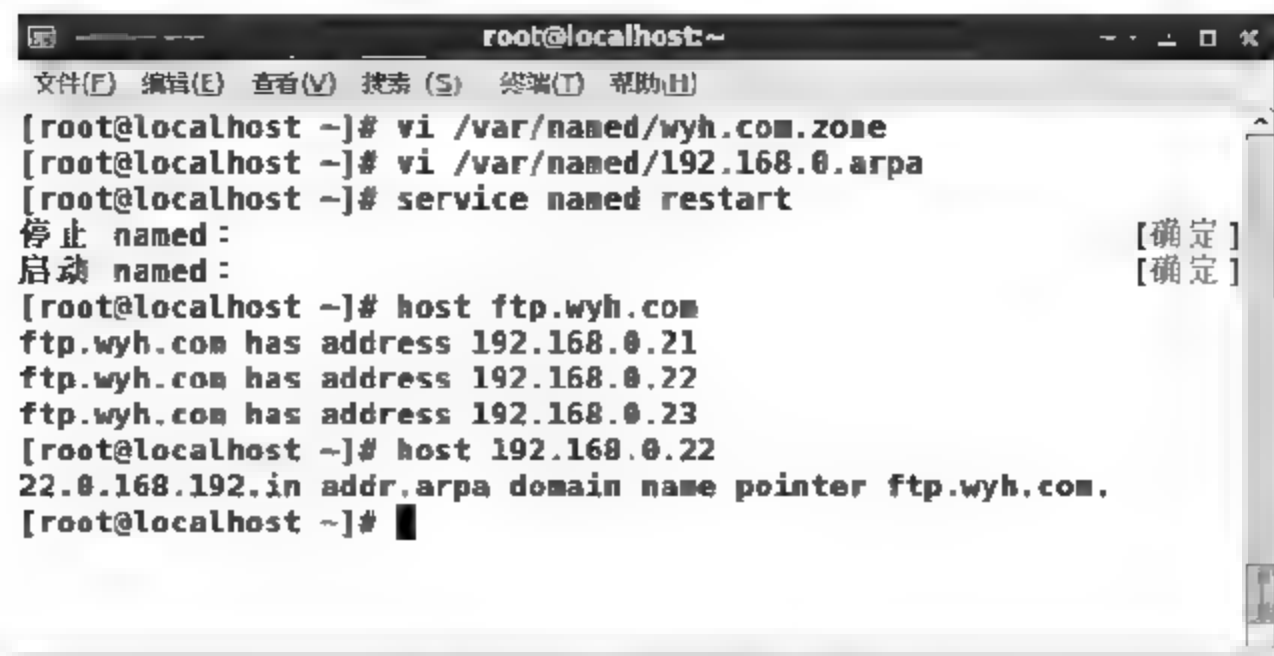 root@localhost:~
文件(F) 编辑(E) 查看(V) 搜索 (S) 终端(T) 帮助(H)
[root@localhost ~]# vi /var/named/wyh.com.zone
[root@localhost ~]# vi /var/named/192.168.0.arpa
[root@localhost ~]# service named restart
停止 named： [确定]
启动 named： [确定]
[root@localhost ~]# host ftp.wyh.com
ftp.wyh.com has address 192.168.0.21
ftp.wyh.com has address 192.168.0.22
ftp.wyh.com has address 192.168.0.23
[root@localhost ~]# host 192.168.0.22
22.0.168.192.in addr.arpa domain name pointer ftp.wyh.com.
[root@localhost ~]#